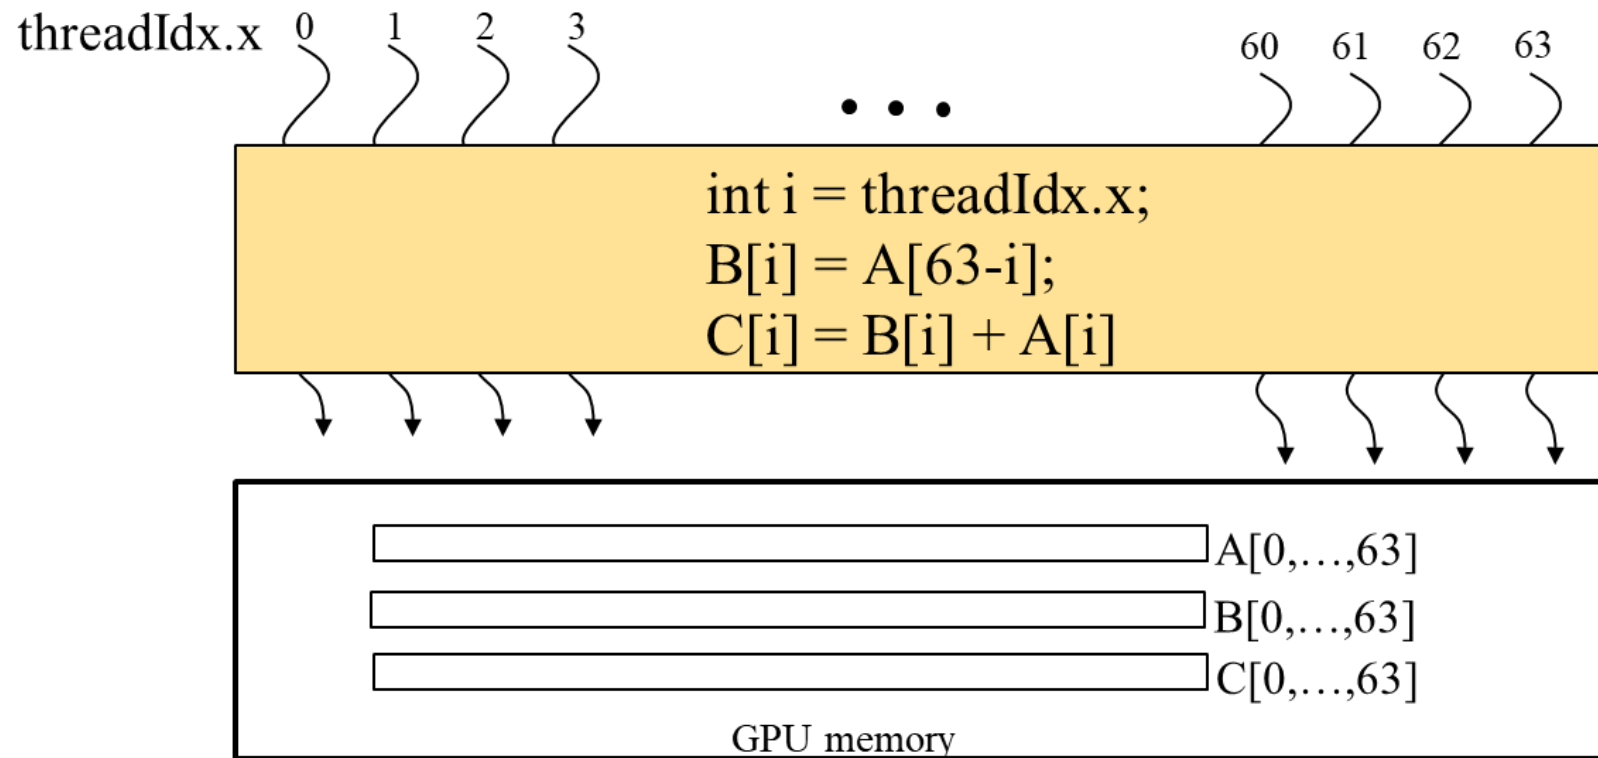 threadIdx.x 0 1 2 3 60 61 62 63
int i = threadIdx.x;
B[i] = A[63-i];
C[i] = B[i] + A[i]
A[0,…,63]
B[0,…,63]
C[0,…,63]
GPU memory